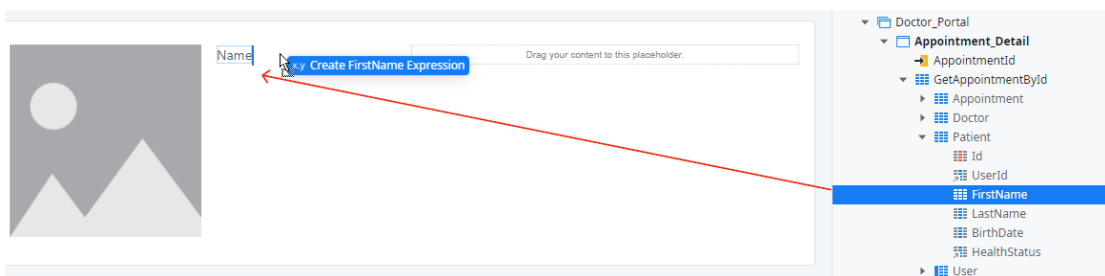 Name
x.y Create FirstName Expression
Drag your content to this placeholder.
Doctor_Portal
Appointment_Detail
AppointmentId
GetAppointmentById
Appointment
Doctor
Patient
Id
UserId
FirstName
LastName
BirthDate
HealthStatus
User